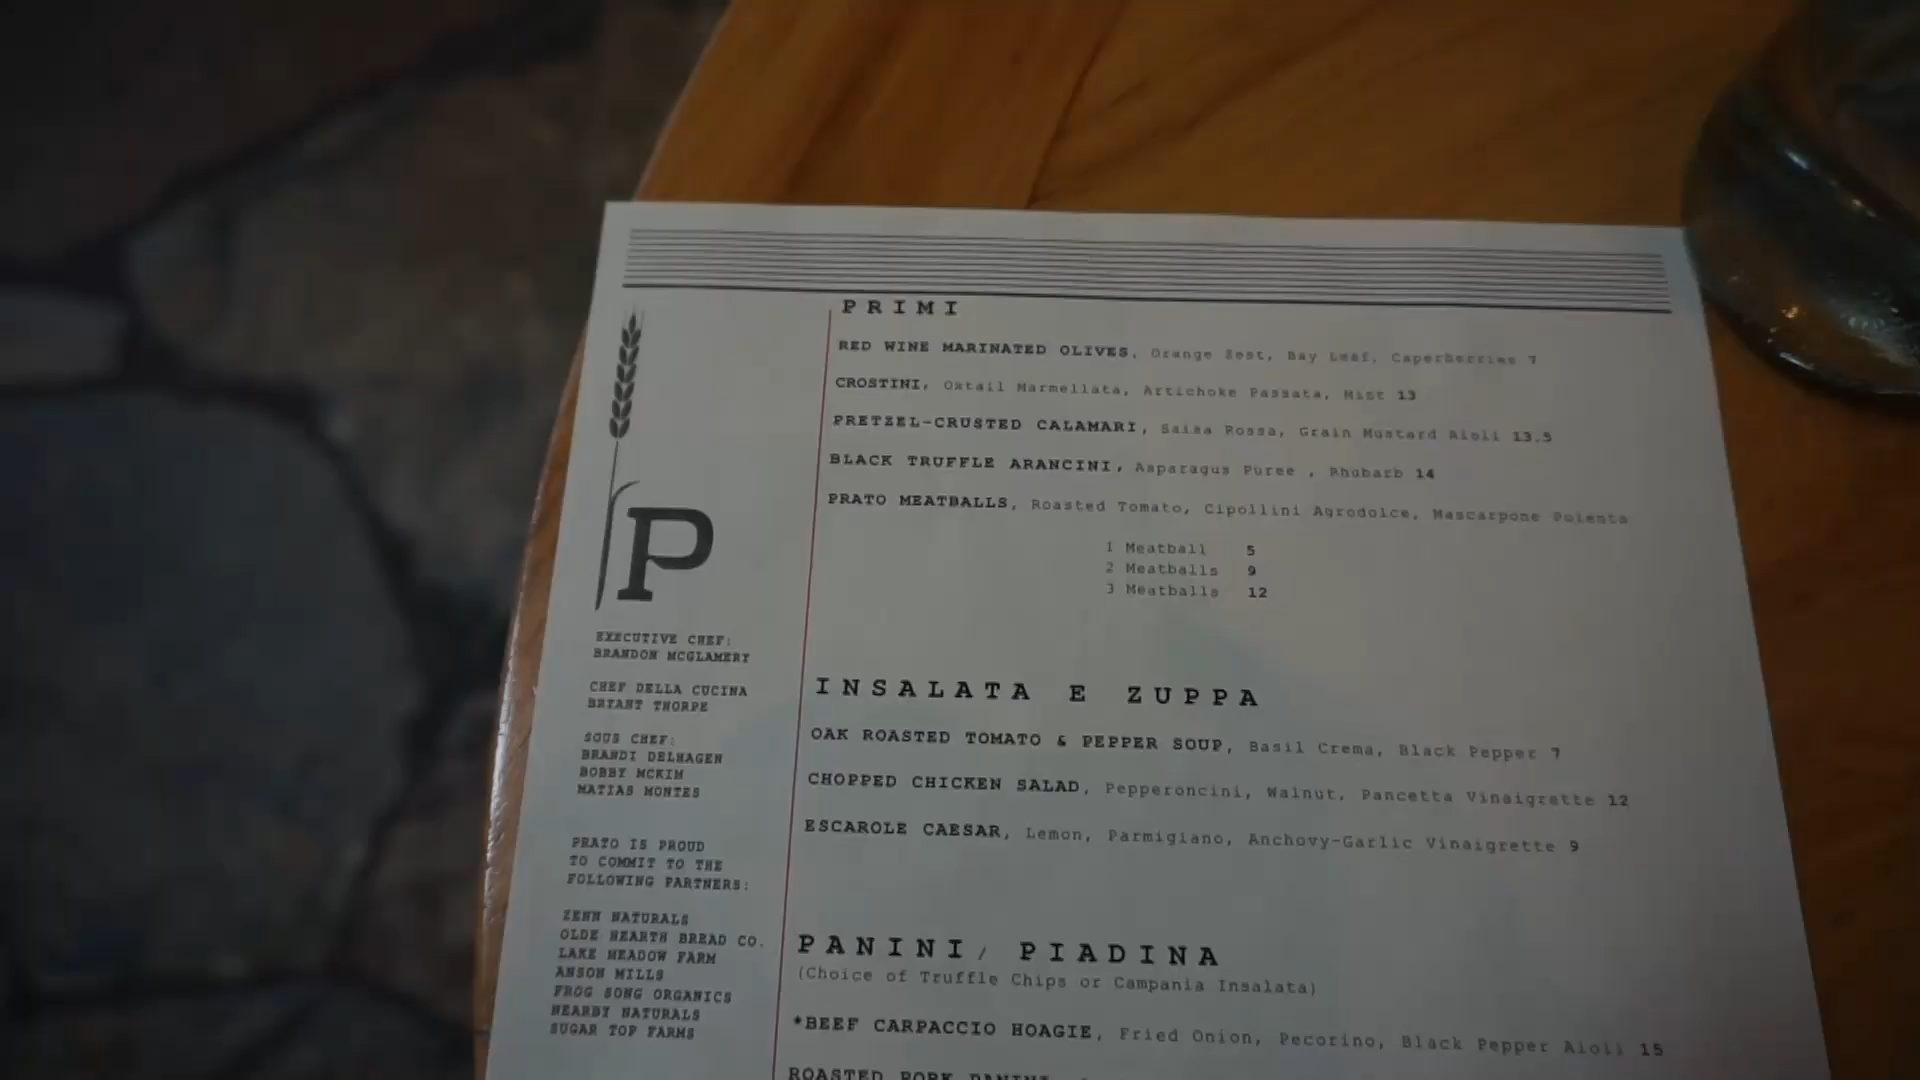 PRIMI
RED WINE MARINATED OLIVES, Orange Zest, Bay Leaf, Caperberries 7
CROSTINI, Oxtail Marmellata, Artichoke Passata, Mint 13
PRETZEL-CRUSTED CALAMARI, Salsa Rossa, Grain Mustard Aioli 13.5
BLACK TRUFFLE ARANCINI, Asparagus Puree , Rhubarb 14
PRATO MEATBALLS, Roasted Tomato, Cipollini Agrodolce, Mascarpone Polenta
1 Meatball 5
2 Meatballs 9
3 Meatballs 12
INSALATA E ZUPPA
OAK ROASTED TOMATO & PEPPER SOUP, Basil Crema, Black Pepper 7
CHOPPED CHICKEN SALAD, Pepperoncini, Walnut, Pancetta Vinaigrette 12
ESCAROLE CAESAR, Lemon, Parmigiano, Anchovy-Garlic Vinaigrette 9
PANINI/ PIADINA
(Choice of Truffle Chips or Campania Insalata)
*BEEF CARPACCIO HOAGIE, Fried Onion, Pecorino, Black Pepper Aioli 15
ROASTED PORK PANINI
P
EXECUTIVE CHEF:
BRANDON MCGLAMERY
CHEF DELLA CUCINA
BRYANT THORPE
SOUS CHEF:
BRANDI DELHAGEN
BOBBY MCKIM
MATIAS MONTES
PRATO IS PROUD
TO COMMIT TO THE
FOLLOWING PARTNERS:
ZENN NATURALS
OLDE HEARTH BREAD CO.
LAKE MEADOW FARM
ANSON MILLS
FROG SONG ORGANICS
NEARBY NATURALS
SUGAR TOP FARMS